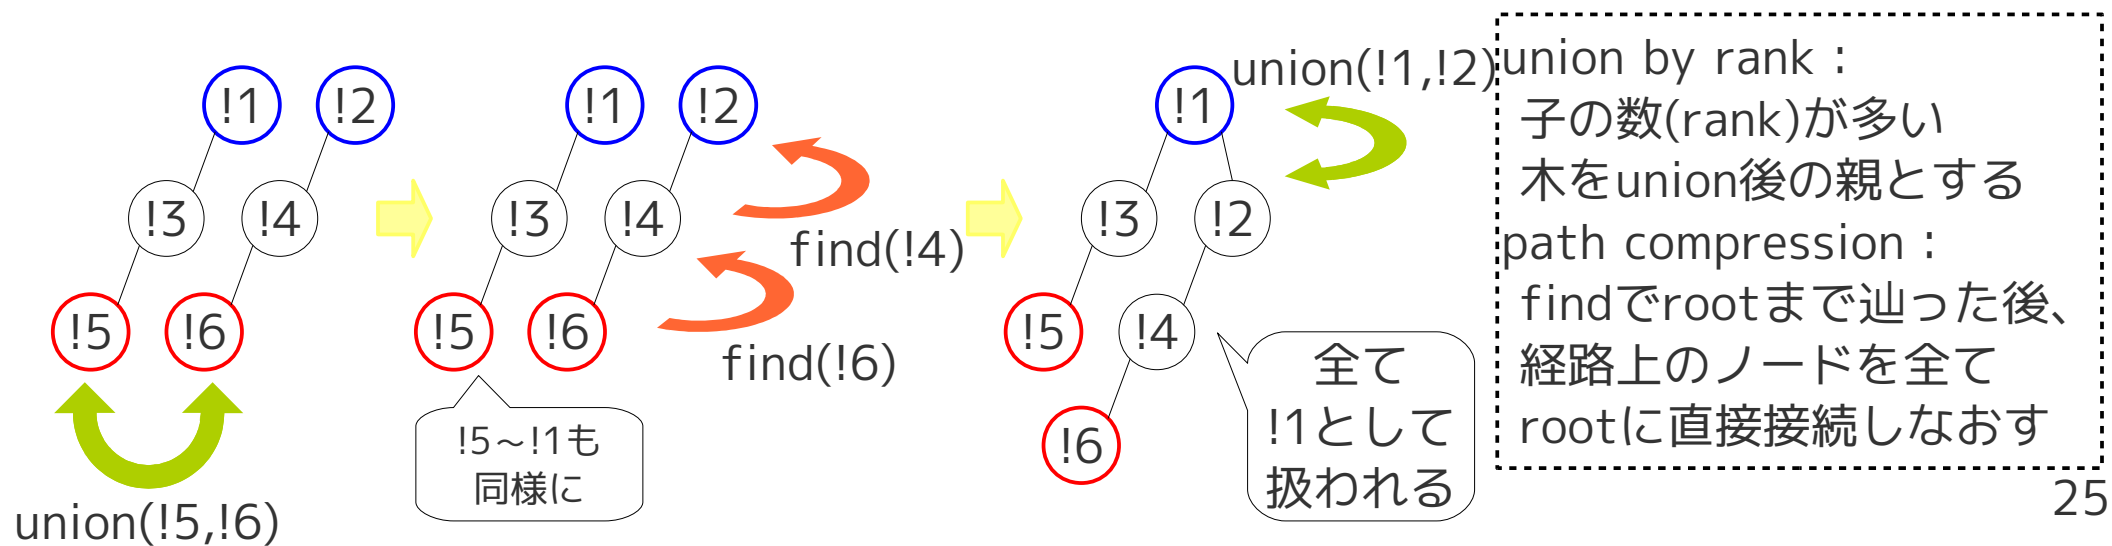 !1
!2
!3
!4
!5
!6
union(!5,!6)
!1
!2
!3
!4
!5
!6
find(!4)
find(!6)
!5～!1も
同様に
union(!1,!2)
!1
!3
!2
!5
!4
!6
全て
!1として
扱われる
union by rank：
子の数(rank)が多い
木をunion後の親とする
path compression：
findでrootまで辿った後、
経路上のノードを全て
rootに直接接続しなおす
25